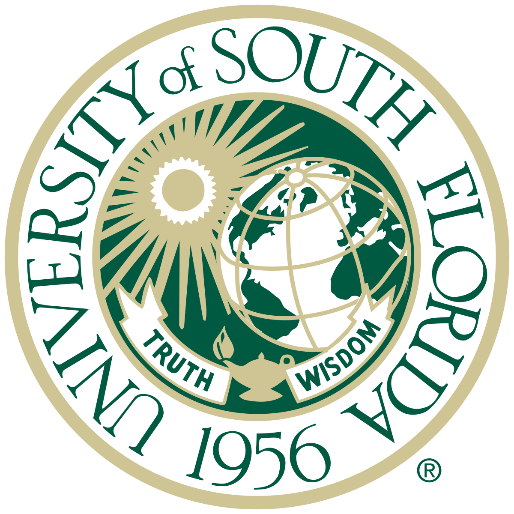 UNIVERSITY of SOUTH FLORIDA
TRUTH WISDOM
1956
®